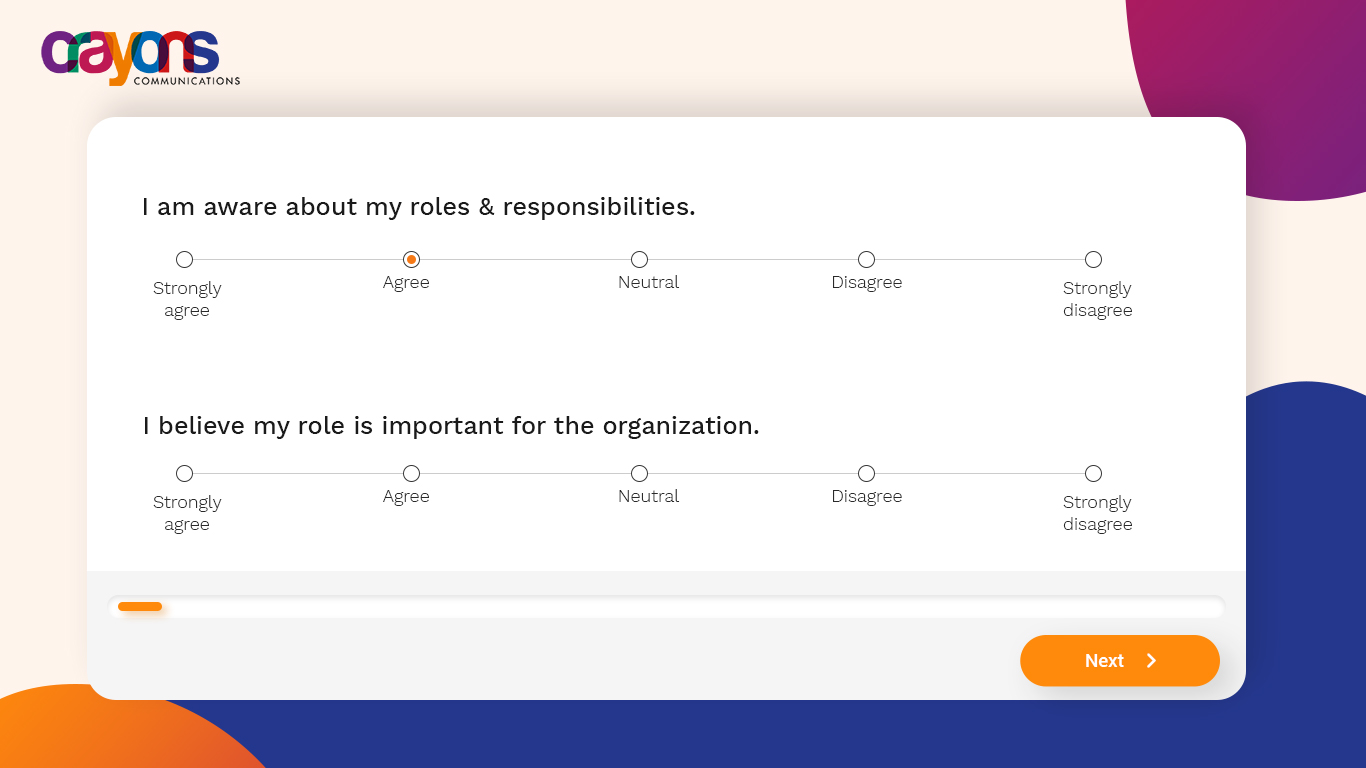 crayons
COMMUNICATIONS
I am aware about my roles & responsibilities.
Strongly agree
Agree
Neutral
Disagree
Strongly disagree
I believe my role is important for the organization.
Strongly agree
Agree
Neutral
Disagree
Strongly disagree
Next